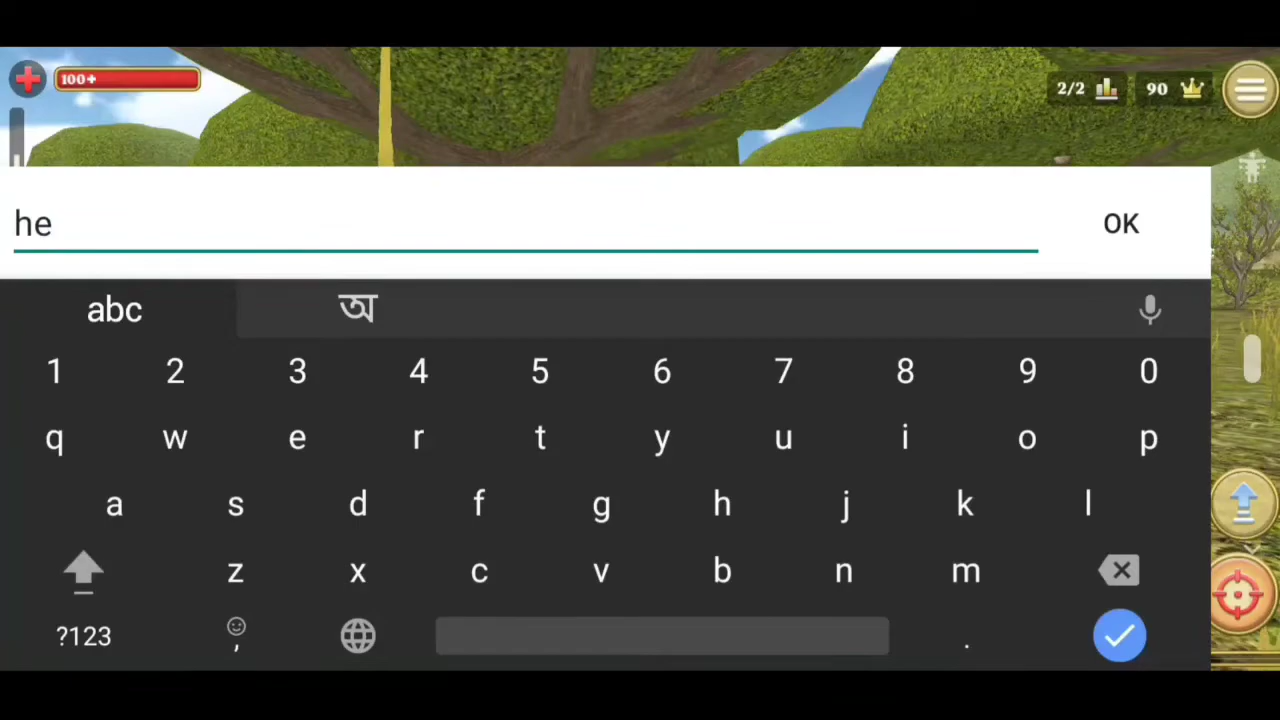 100+
2/2 90
he OK
abc অ
1 2 3 4 5 6 7 8 9 0
q w e r t y u i o p
a s d f g h j k l
z x c v b n m
?123 , .